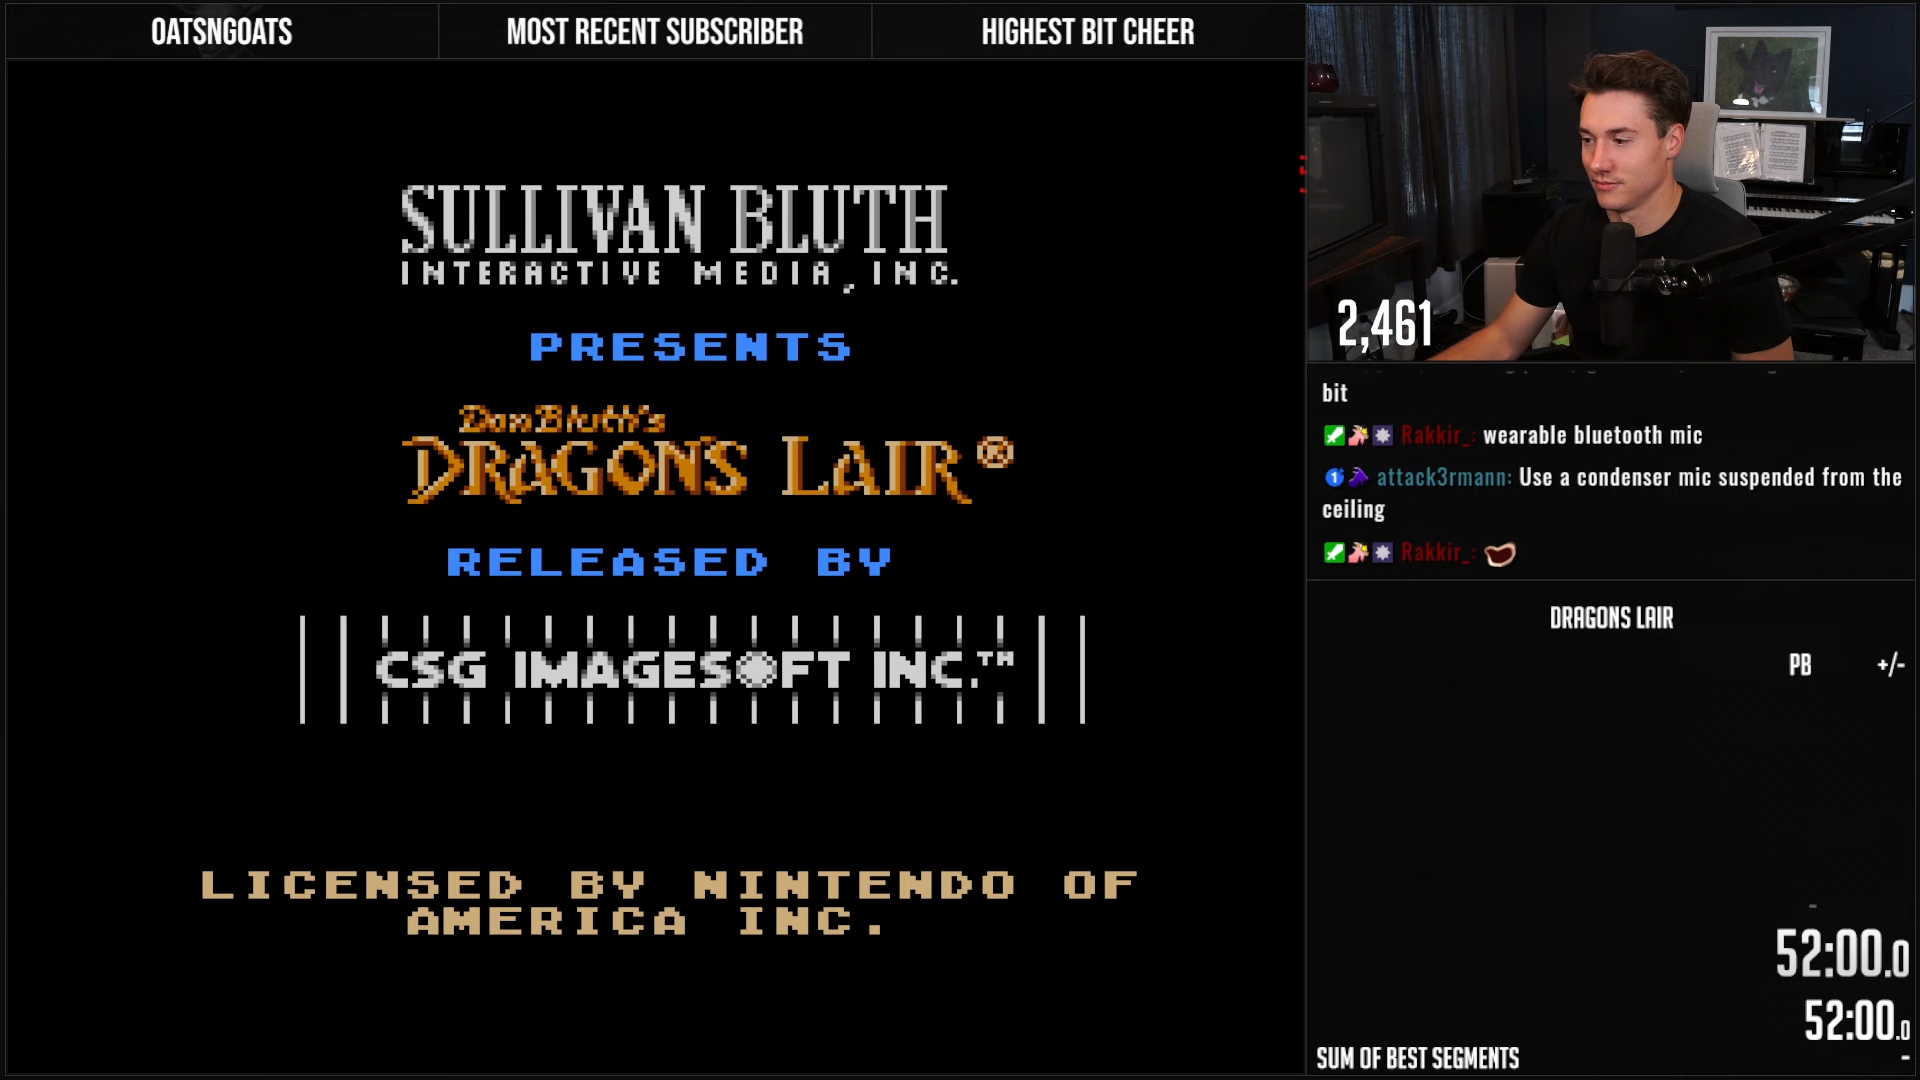 OATSNGOATS
MOST RECENT SUBSCRIBER
HIGHEST BIT CHEER
SULLIVAN BLUTH
INTERACTIVE MEDIA, INC.
PRESENTS
Don Bluth's
DRAGON'S LAIR®
RELEASED BY
CSG IMAGESOFT INC.™
LICENSED BY NINTENDO OF
AMERICA INC.
2,461
bit
Rakkir_: wearable bluetooth mic
attack3rmann: Use a condenser mic suspended from the
ceiling
Rakkir_:
DRAGONS LAIR
PB +/-
-
52:00.0
52:00.0
SUM OF BEST SEGMENTS -